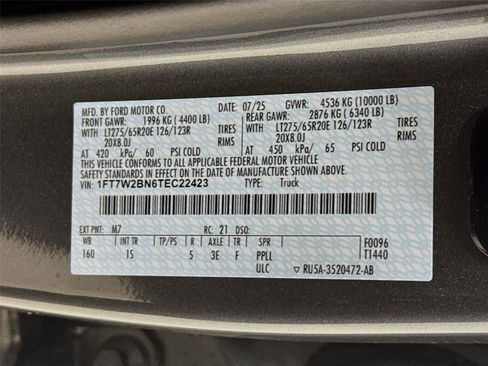 MFD. BY FORD MOTOR CO. 07/25 GVWR: 4536 KG (10000 LB)
FRONT GAWR: 1996 KG (4400 LB) REAR GAWR: 2876 KG (6340 LB)
WITH WITH
LT275/65R20E 126/123R TIRES LT275/65R20E 126/123R TIRES
20X8.0J RIMS 20X8.0J RIMS
AT 420 kPa/ 60 PSI COLD AT 450 kPa/ 65 PSI COLD
THIS VEHICLE CONFORMS TO ALL APPLICABLE FEDERAL MOTOR VEHICLE
SAFETY STANDARDS IN EFFECT ON THE DATE OF MANUFACTURE SHOWN ABOVE.
VIN: 1FT7W2BN6TEC22423 TYPE: Truck
EXT PNT: M7 RC: 21 DSO:
WB INT TR TP/PS R AXLE TR SPR F0096
160 1S 5 3E F PPLL T1440
ULC RU5A-3520472-AB